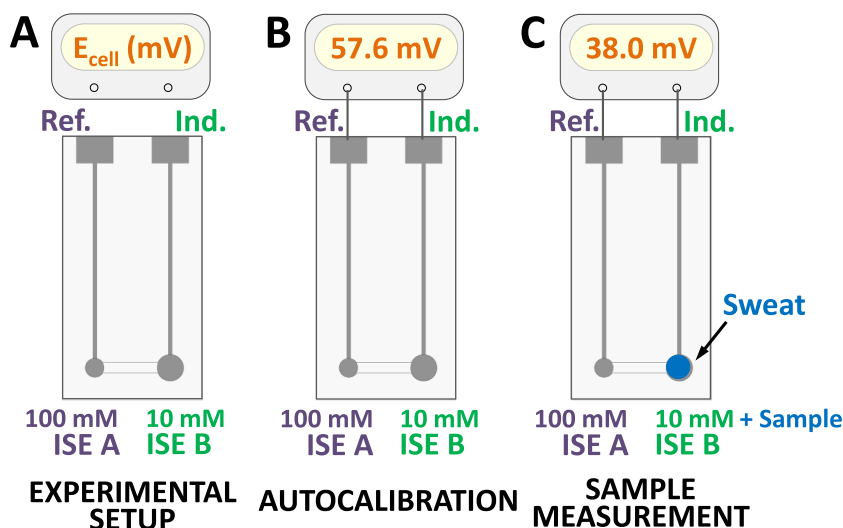 A
E_cell (mV)
Ref.
Ind.
100 mM
ISE A
10 mM
ISE B
EXPERIMENTAL
SETUP
B
57.6 mV
Ref.
Ind.
100 mM
ISE A
10 mM
ISE B
AUTOCALIBRATION
C
38.0 mV
Ref.
Ind.
Sweat
100 mM
ISE A
10 mM + Sample
ISE B
SAMPLE
MEASUREMENT